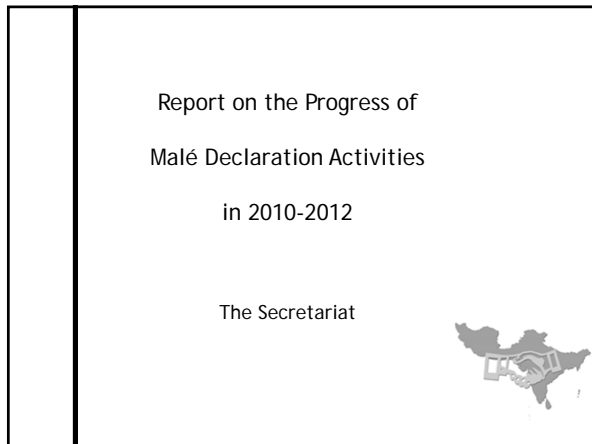 Report on the Progress of
Malé Declaration Activities
in 2010-2012
The Secretariat